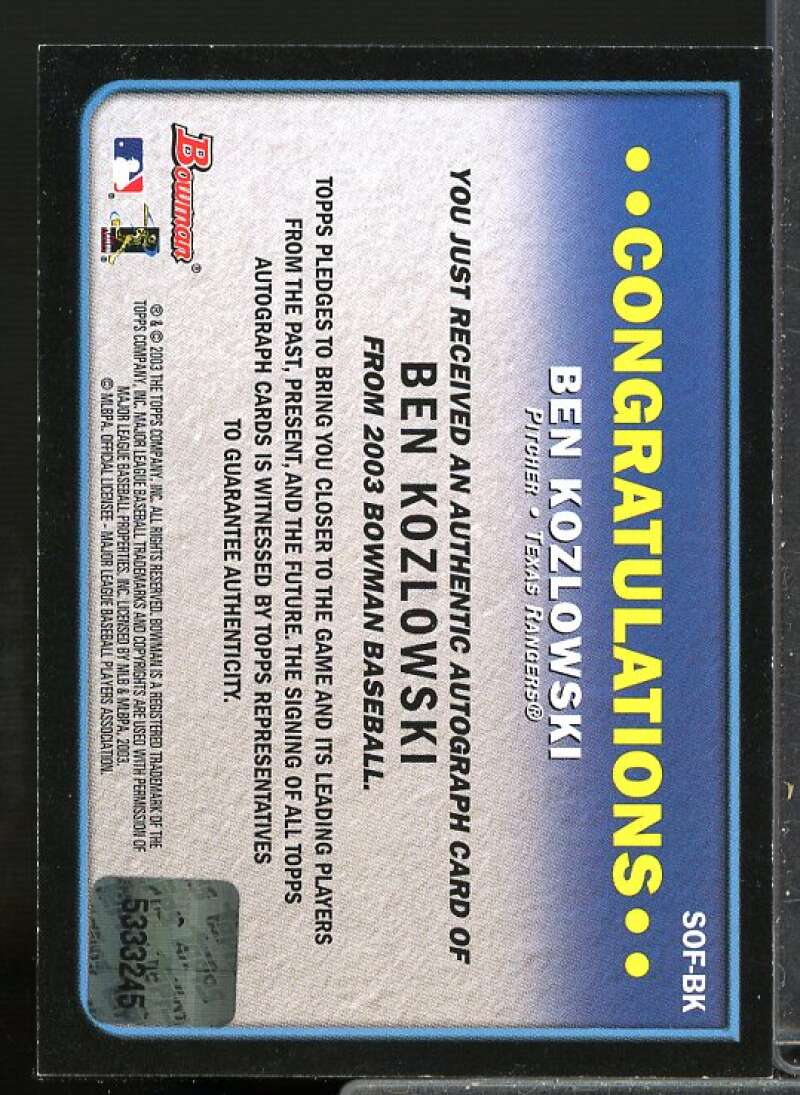 SOF-BK
••CONGRATULATIONS••
BEN KOZLOWSKI
PITCHER • TEXAS RANGERS®
YOU JUST RECEIVED AN AUTHENTIC AUTOGRAPH CARD OF
BEN KOZLOWSKI
FROM 2003 BOWMAN BASEBALL.
TOPPS PLEDGES TO BRING YOU CLOSER TO THE GAME AND ITS LEADING PLAYERS
FROM THE PAST, PRESENT, AND THE FUTURE. THE SIGNING OF ALL TOPPS
AUTOGRAPH CARDS IS WITNESSED BY TOPPS REPRESENTATIVES
TO GUARANTEE AUTHENTICITY.
Bowman®
® & © 2003 THE TOPPS COMPANY, INC. ALL RIGHTS RESERVED. BOWMAN IS A REGISTERED TRADEMARK OF THE
TOPPS COMPANY, INC. MAJOR LEAGUE BASEBALL TRADEMARKS AND COPYRIGHTS ARE USED WITH PERMISSION OF
MAJOR LEAGUE BASEBALL PROPERTIES, INC. LICENSED BY MLB & MLBPA, 2003.
© MLBPA. OFFICIAL LICENSEE - MAJOR LEAGUE BASEBALL PLAYERS ASSOCIATION.
5333245